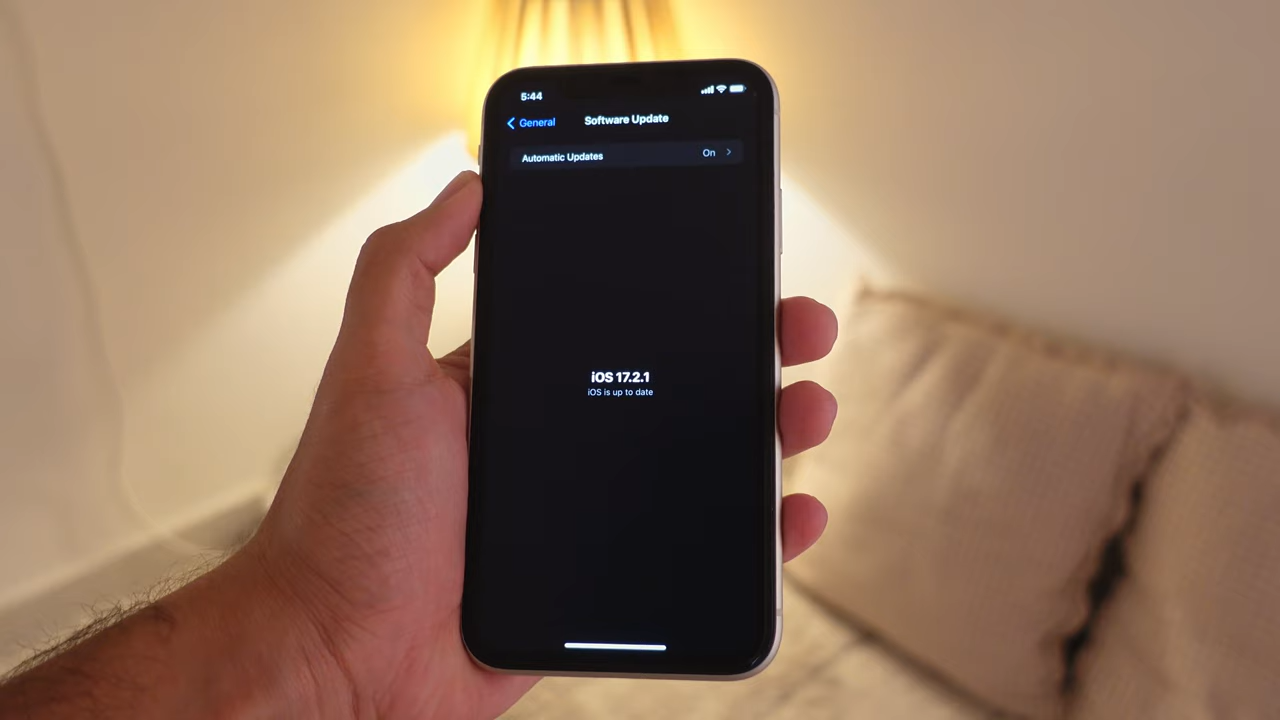 5:44
General
Software Update
Automatic Updates On
iOS 17.2.1
iOS is up to date